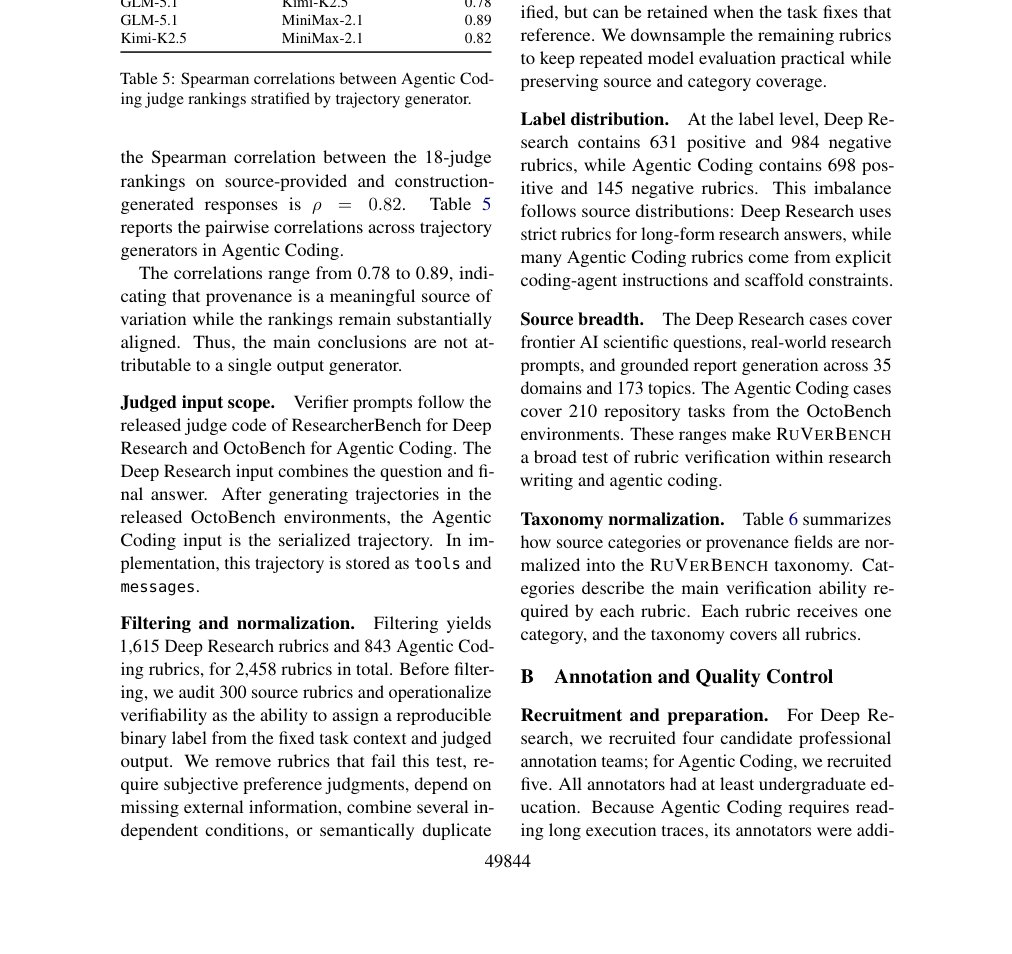 GLM-5.1 Kimi-K2.5 0.78
GLM-5.1 MiniMax-2.1 0.89
Kimi-K2.5 MiniMax-2.1 0.82
Table 5: Spearman correlations between Agentic Cod-
ing judge rankings stratified by trajectory generator.
the Spearman correlation between the 18-judge
rankings on source-provided and construction-
generated responses is ρ = 0.82. Table 5
reports the pairwise correlations across trajectory
generators in Agentic Coding.
The correlations range from 0.78 to 0.89, indi-
cating that provenance is a meaningful source of
variation while the rankings remain substantially
aligned. Thus, the main conclusions are not at-
tributable to a single output generator.
Judged input scope. Verifier prompts follow the
released judge code of ResearcherBench for Deep
Research and OctoBench for Agentic Coding. The
Deep Research input combines the question and fi-
nal answer. After generating trajectories in the
released OctoBench environments, the Agentic
Coding input is the serialized trajectory. In im-
plementation, this trajectory is stored as tools and
messages.
Filtering and normalization. Filtering yields
1,615 Deep Research rubrics and 843 Agentic Cod-
ing rubrics, for 2,458 rubrics in total. Before filter-
ing, we audit 300 source rubrics and operationalize
verifiability as the ability to assign a reproducible
binary label from the fixed task context and judged
output. We remove rubrics that fail this test, re-
quire subjective preference judgments, depend on
missing external information, combine several in-
dependent conditions, or semantically duplicate
ified, but can be retained when the task fixes that
reference. We downsample the remaining rubrics
to keep repeated model evaluation practical while
preserving source and category coverage.
Label distribution. At the label level, Deep Re-
search contains 631 positive and 984 negative
rubrics, while Agentic Coding contains 698 pos-
itive and 145 negative rubrics. This imbalance
follows source distributions: Deep Research uses
strict rubrics for long-form research answers, while
many Agentic Coding rubrics come from explicit
coding-agent instructions and scaffold constraints.
Source breadth. The Deep Research cases cover
frontier AI scientific questions, real-world research
prompts, and grounded report generation across 35
domains and 173 topics. The Agentic Coding cases
cover 210 repository tasks from the OctoBench
environments. These ranges make RUVERBENCH
a broad test of rubric verification within research
writing and agentic coding.
Taxonomy normalization. Table 6 summarizes
how source categories or provenance fields are nor-
malized into the RUVERBENCH taxonomy. Cat-
egories describe the main verification ability re-
quired by each rubric. Each rubric receives one
category, and the taxonomy covers all rubrics.
B Annotation and Quality Control
Recruitment and preparation. For Deep Re-
search, we recruited four candidate professional
annotation teams; for Agentic Coding, we recruited
five. All annotators had at least undergraduate ed-
ucation. Because Agentic Coding requires read-
ing long execution traces, its annotators were addi-
49844